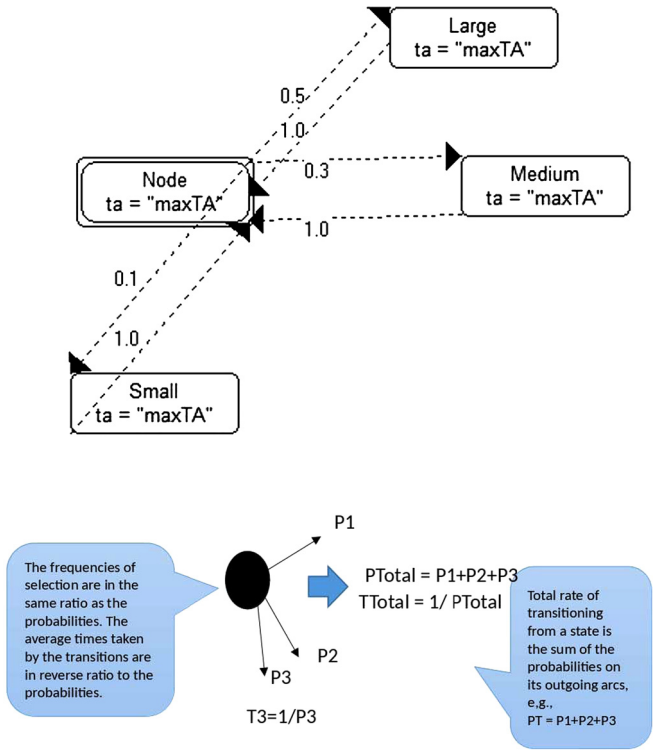 Large
ta = "maxTA"
0.5
1.0
0.3
Node
ta = "maxTA"
Medium
ta = "maxTA"
1.0
0.1
1.0
Small
ta = "maxTA"
P1
PTotal = P1+P2+P3
TTotal = 1/ PTotal
P2
P3
T3=1/P3
The frequencies of
selection are in the
same ratio as the
probabilities. The
average times taken
by the transitions are
in reverse ratio to the
probabilities.
Total rate of
transitioning
from a state is
the sum of the
probabilities on
its outgoing arcs,
e,g.,
PT = P1+P2+P3